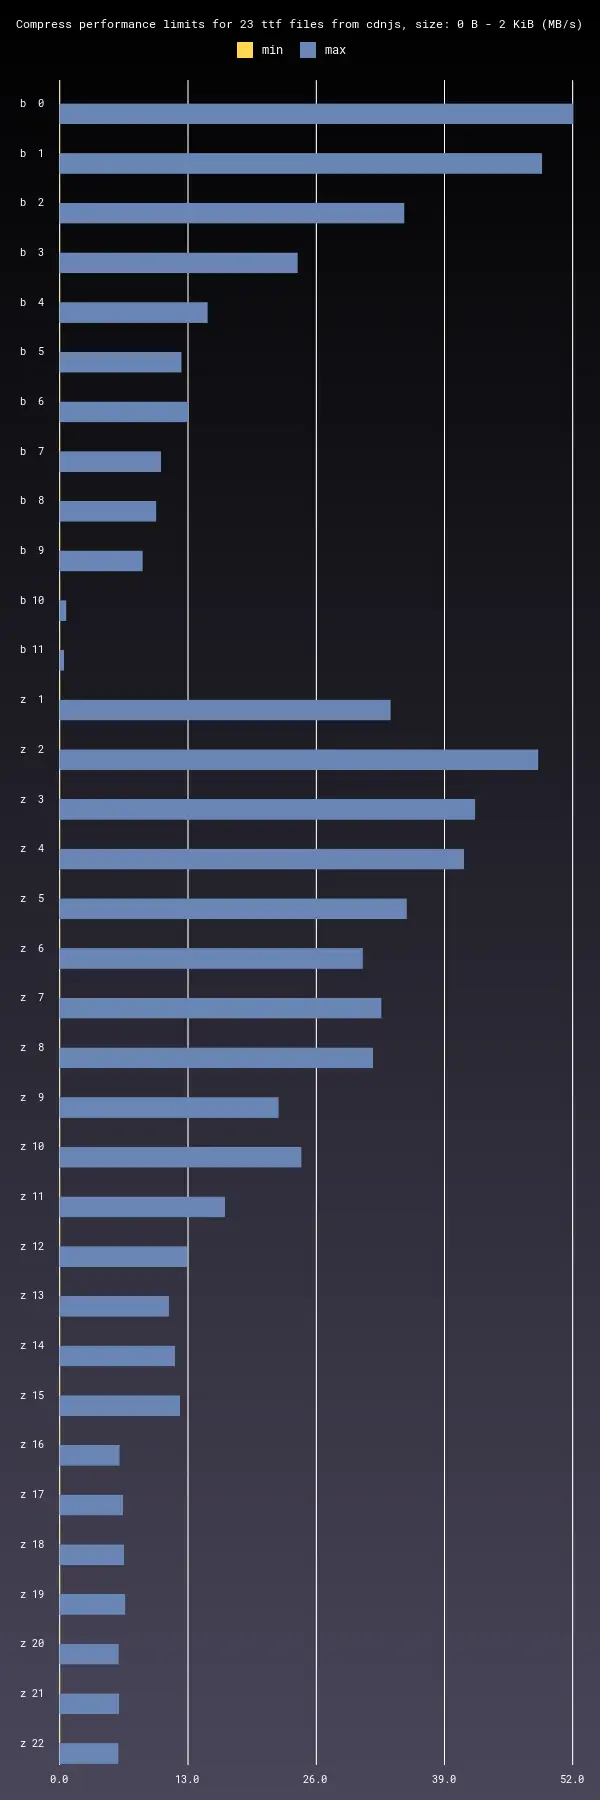 Compress performance limits for 23 ttf files from cdnjs, size: 0 B - 2 KiB (MB/s)
min max
b 0
b 1
b 2
b 3
b 4
b 5
b 6
b 7
b 8
b 9
b 10
b 11
z 1
z 2
z 3
z 4
z 5
z 6
z 7
z 8
z 9
z 10
z 11
z 12
z 13
z 14
z 15
z 16
z 17
z 18
z 19
z 20
z 21
z 22
0.0 13.0 26.0 39.0 52.0